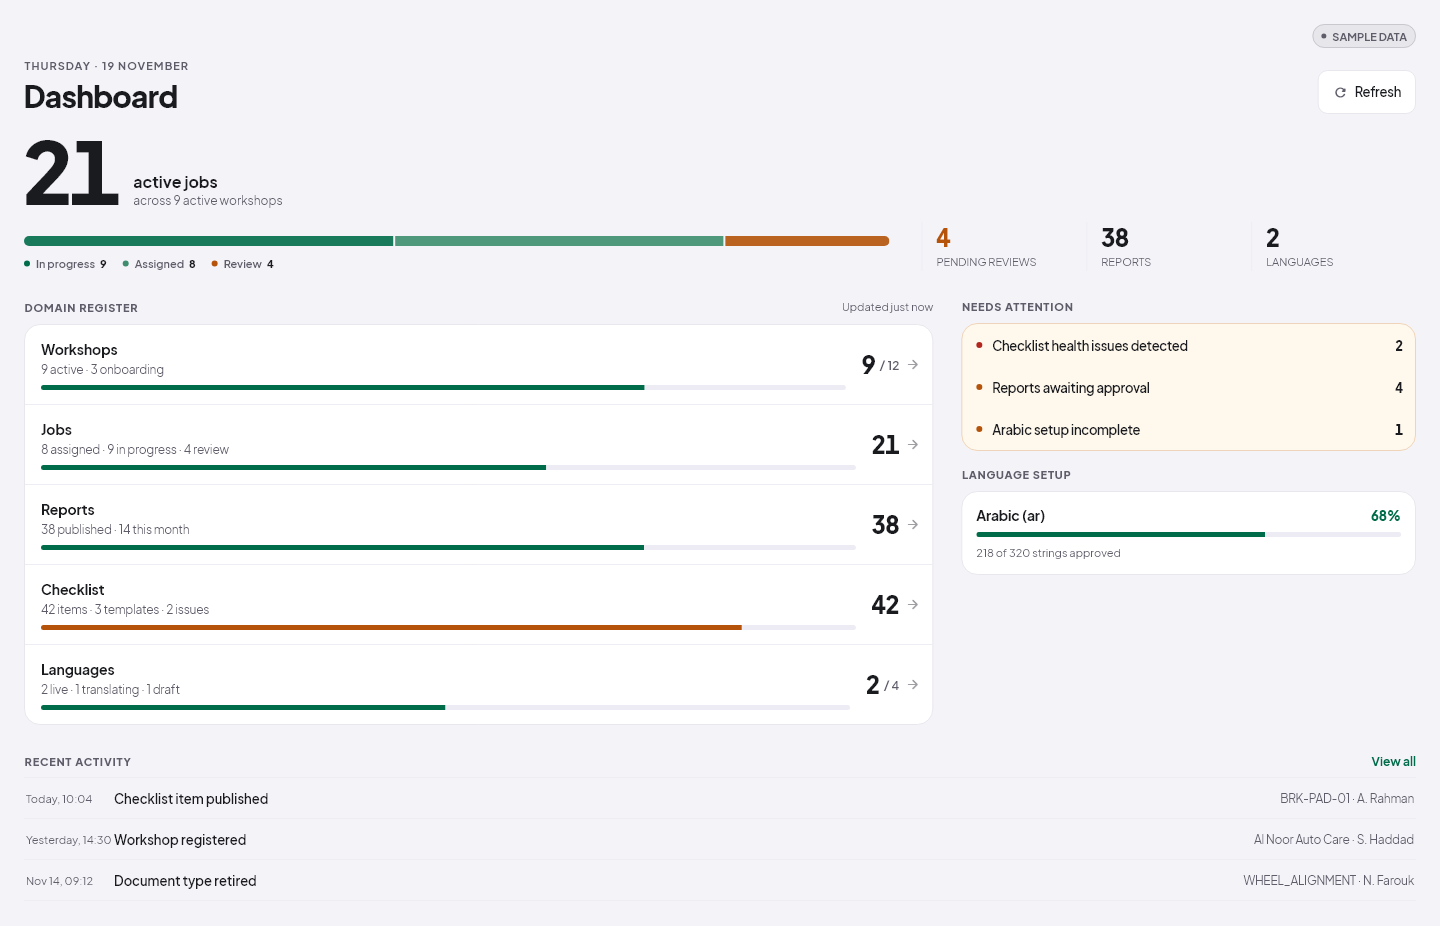 SAMPLE DATA
THURSDAY · 19 NOVEMBER
Dashboard
Refresh
21
active jobs
across 9 active workshops
In progress 9
Assigned 8
Review 4
4
PENDING REVIEWS
38
REPORTS
2
LANGUAGES
DOMAIN REGISTER
Updated just now
Workshops
9 active · 3 onboarding
9 / 12
Jobs
8 assigned · 9 in progress · 4 review
21
Reports
38 published · 14 this month
38
Checklist
42 items · 3 templates · 2 issues
42
Languages
2 live · 1 translating · 1 draft
2 / 4
NEEDS ATTENTION
Checklist health issues detected 2
Reports awaiting approval 4
Arabic setup incomplete 1
LANGUAGE SETUP
Arabic (ar) 68%
218 of 320 strings approved
RECENT ACTIVITY
View all
Today, 10:04 Checklist item published BRK-PAD-01 · A. Rahman
Yesterday, 14:30 Workshop registered Al Noor Auto Care · S. Haddad
Nov 14, 09:12 Document type retired WHEEL_ALIGNMENT · N. Farouk